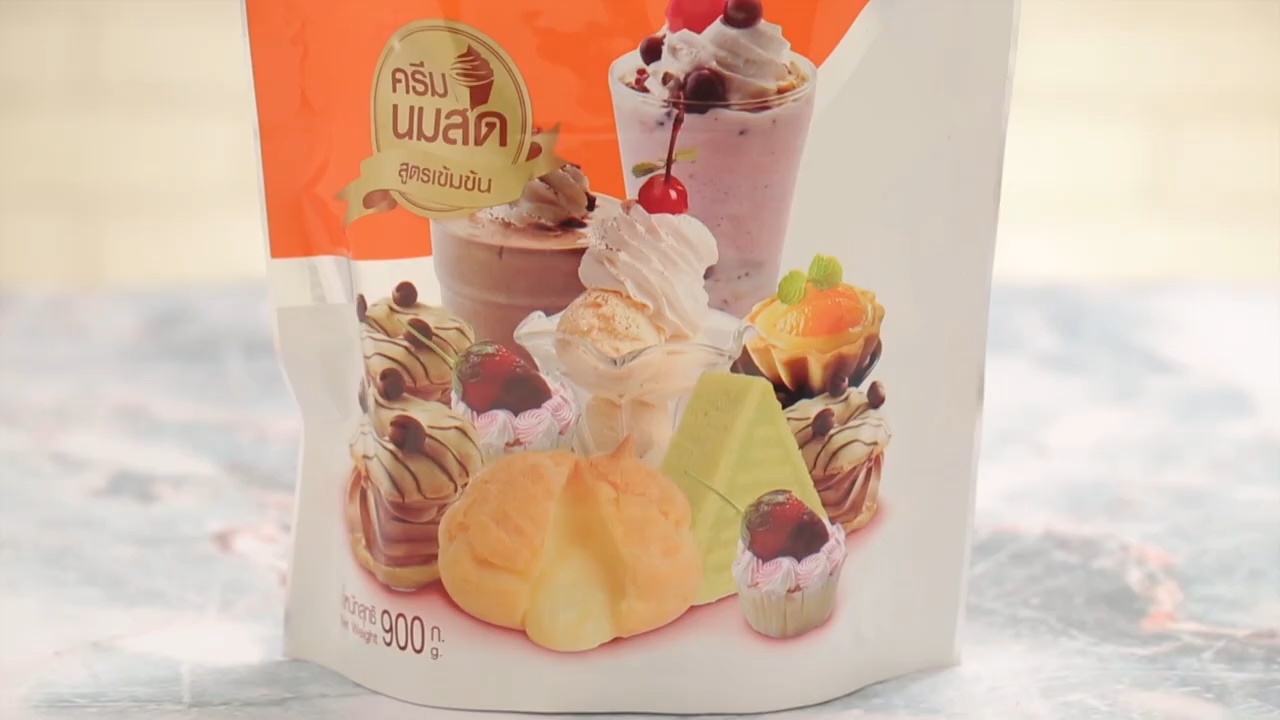 ครีม
นมสด
สูตรเข้มข้น
น้ำหนักสุทธิ 900 ก.
Net Weight g.